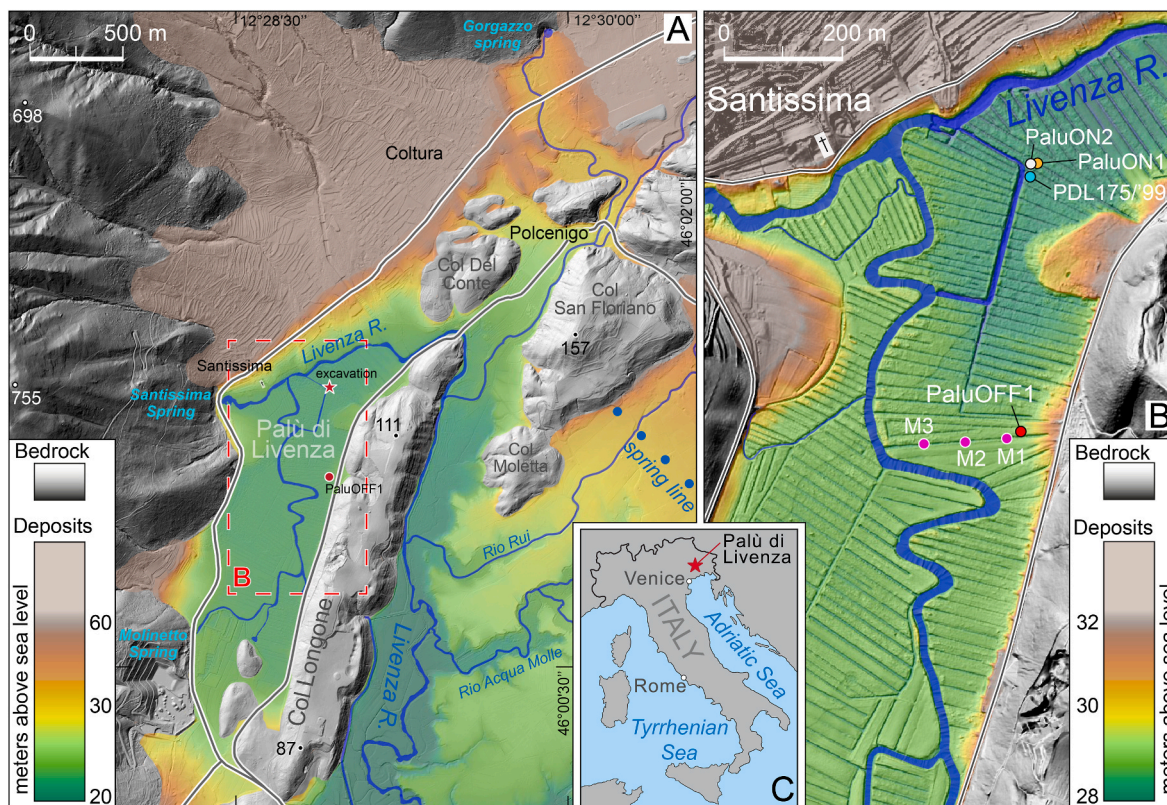 0 500 m
12°28'30"
12°30'00"
A
Gorgazzo
spring
698
Coltura
46°02'00"
Polcenigo
Col Del
Conte
Col
San Floriano
157
Livenza R.
Santissima
excavation
755
Santissima
Spring
Palù di
Livenza
111
Col
Moletta
spring line
PaluOFF1
Bedrock
Deposits
60
30
20
meters above sea level
B
Rio Rui
Molinetto
Spring
Col Longone
Livenza R.
Rio Acqua Molle
46°00'30"
87
0 200 m
Livenza R.
Santissima
PaluON2
PaluON1
PDL175/'99
PaluOFF1
M3
M2
M1
B
Bedrock
Deposits
32
30
28
meters above sea level
Palù di
Livenza
Venice
ITALY
Adriatic Sea
Rome
Tyrrhenian
Sea
C